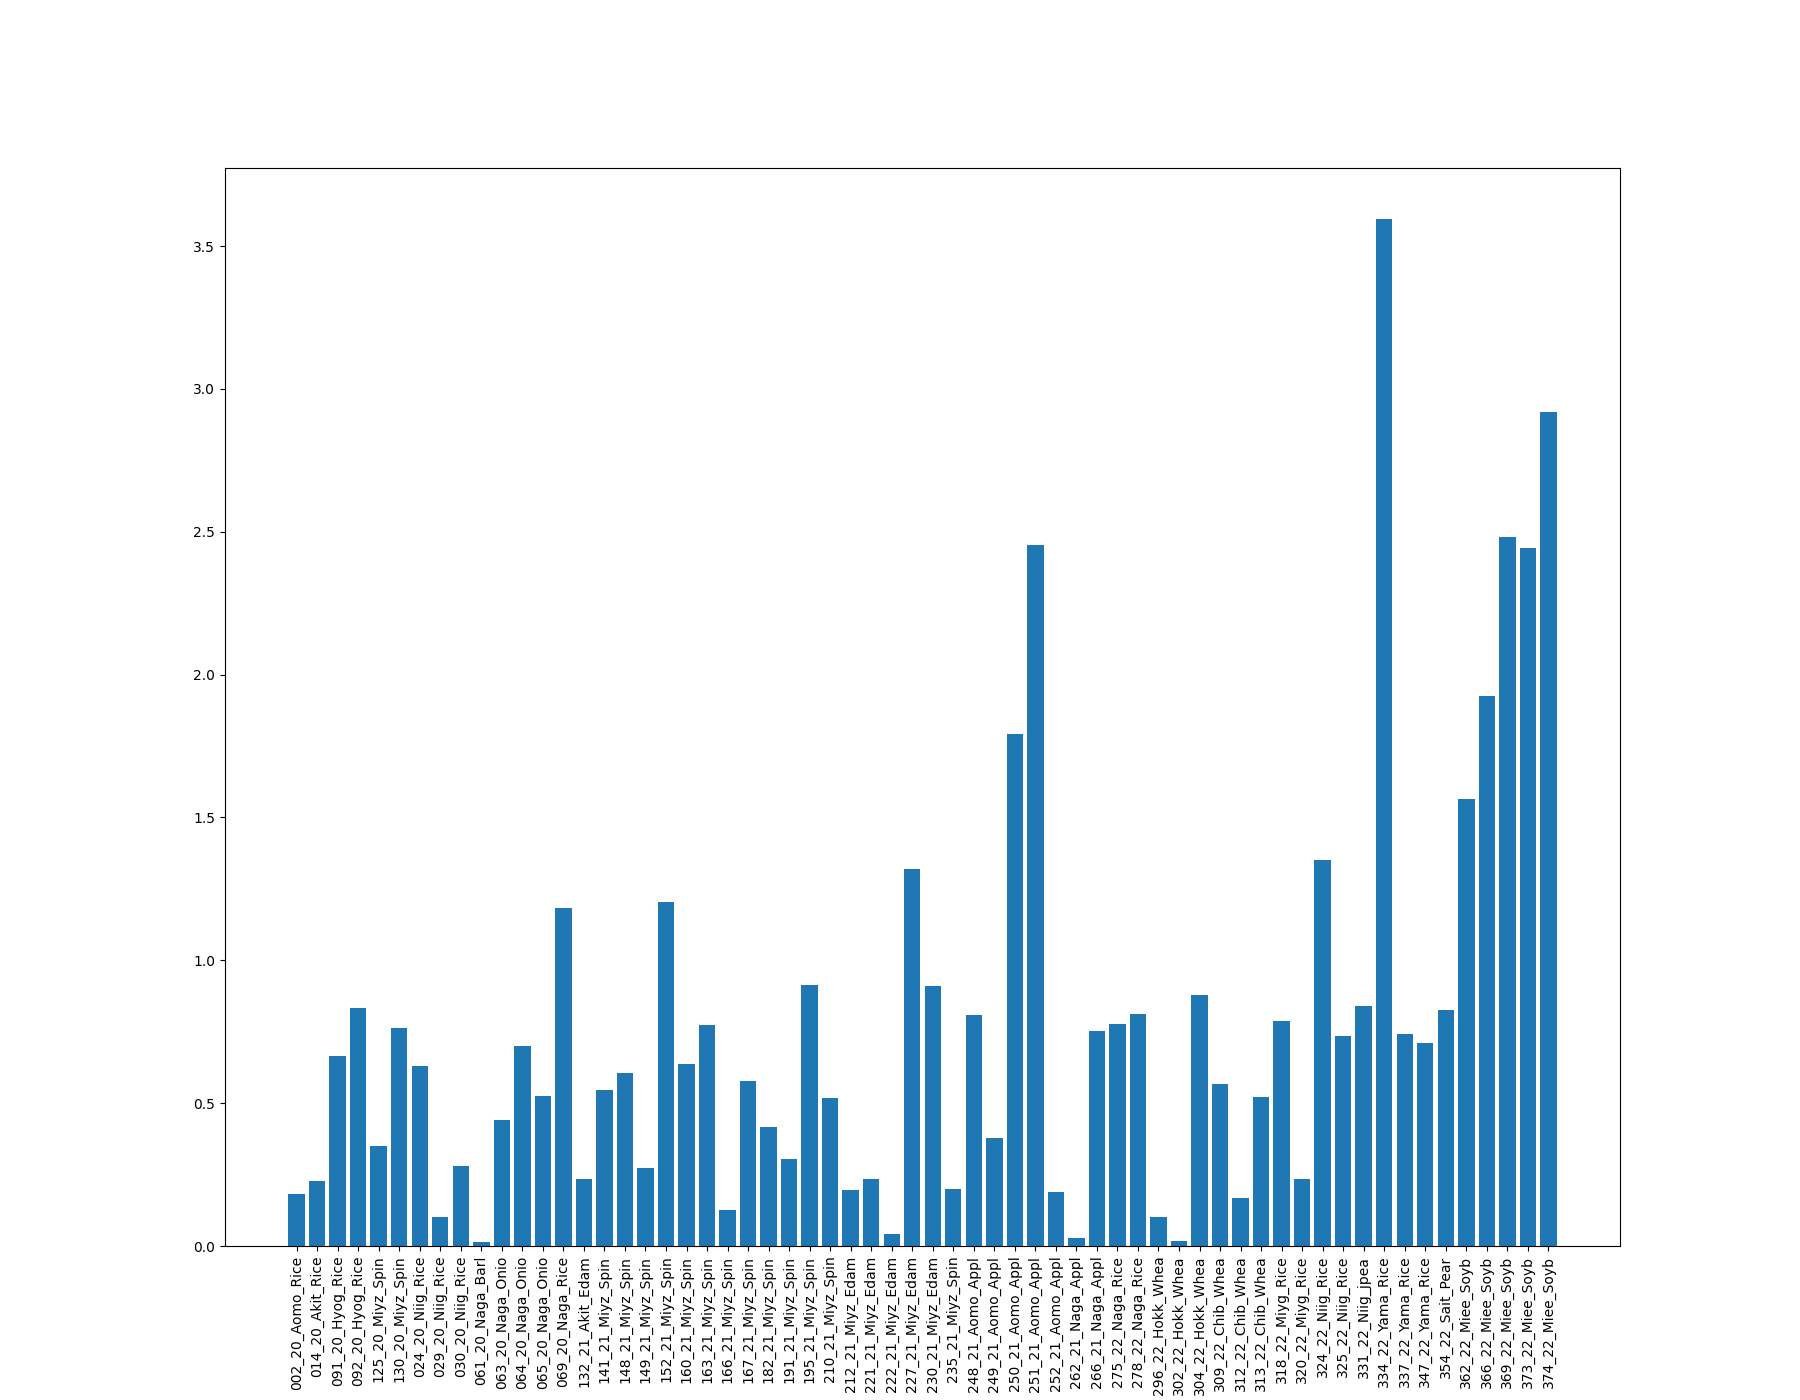 3.5
3.0
2.5
2.0
1.5
1.0
0.5
0.0
002_20_Aomo_Rice
014_20_Akit_Rice
091_20_Hyog_Rice
092_20_Hyog_Rice
125_20_Miyz_Spin
130_20_Miyz_Spin
024_20_Niig_Rice
029_20_Niig_Rice
030_20_Niig_Rice
061_20_Naga_Barl
063_20_Naga_Onio
064_20_Naga_Onio
065_20_Naga_Onio
069_20_Naga_Rice
132_21_Akit_Edam
141_21_Miyz_Spin
148_21_Miyz_Spin
149_21_Miyz_Spin
152_21_Miyz_Spin
160_21_Miyz_Spin
163_21_Miyz_Spin
166_21_Miyz_Spin
167_21_Miyz_Spin
182_21_Miyz_Spin
191_21_Miyz_Spin
195_21_Miyz_Spin
210_21_Miyz_Spin
212_21_Miyz_Edam
221_21_Miyz_Edam
222_21_Miyz_Edam
227_21_Miyz_Edam
230_21_Miyz_Edam
235_21_Miyz_Spin
248_21_Aomo_Appl
249_21_Aomo_Appl
250_21_Aomo_Appl
251_21_Aomo_Appl
252_21_Aomo_Appl
262_21_Naga_Appl
266_21_Naga_Appl
275_22_Naga_Rice
278_22_Naga_Rice
296_22_Hokk_Whea
302_22_Hokk_Whea
304_22_Hokk_Whea
309_22_Chib_Whea
312_22_Chib_Whea
313_22_Chib_Whea
318_22_Miyg_Rice
320_22_Miyg_Rice
324_22_Niig_Rice
325_22_Niig_Rice
331_22_Niig_Jpea
334_22_Yama_Rice
337_22_Yama_Rice
347_22_Yama_Rice
354_22_Sait_Pear
362_22_Miee_Soyb
366_22_Miee_Soyb
369_22_Miee_Soyb
373_22_Miee_Soyb
374_22_Miee_Soyb